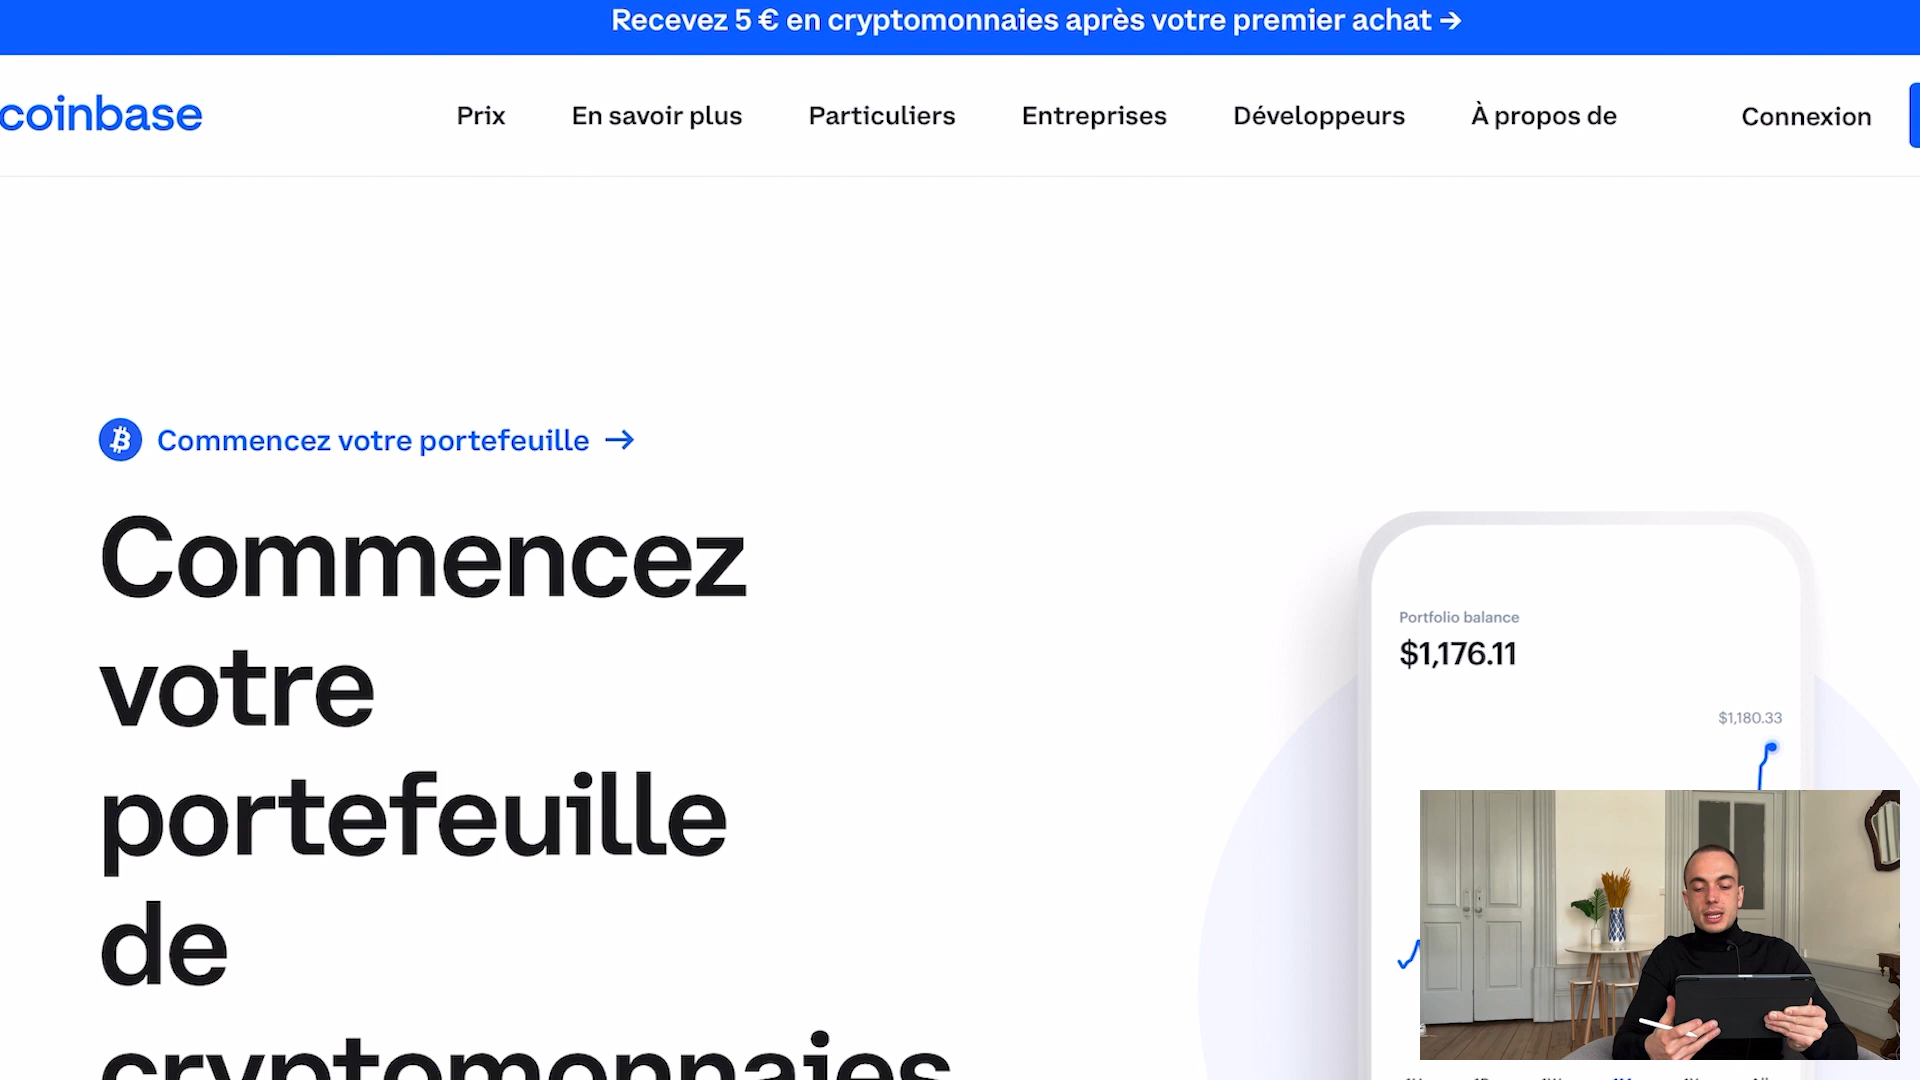 Recevez 5 € en cryptomonnaies après votre premier achat →
coinbase
Prix
En savoir plus
Particuliers
Entreprises
Développeurs
À propos de
Connexion
Commencez votre portefeuille →
Commencez
votre
portefeuille
de
cryptomonnaies
Portfolio balance
$1,176.11
$1,180.33